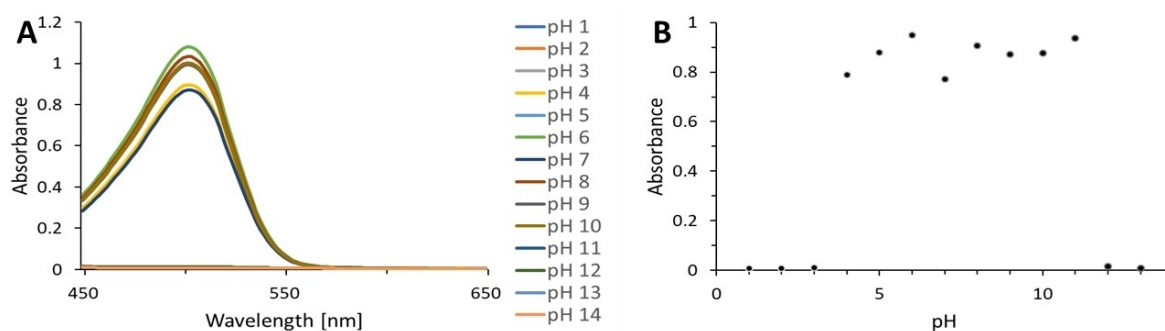 A
Absorbance
1.2
1
0.8
0.6
0.4
0.2
0
450
550
650
Wavelength [nm]
pH 1
pH 2
pH 3
pH 4
pH 5
pH 6
pH 7
pH 8
pH 9
pH 10
pH 11
pH 12
pH 13
pH 14
B
Absorbance
1
0.8
0.6
0.4
0.2
0
0
5
10
pH